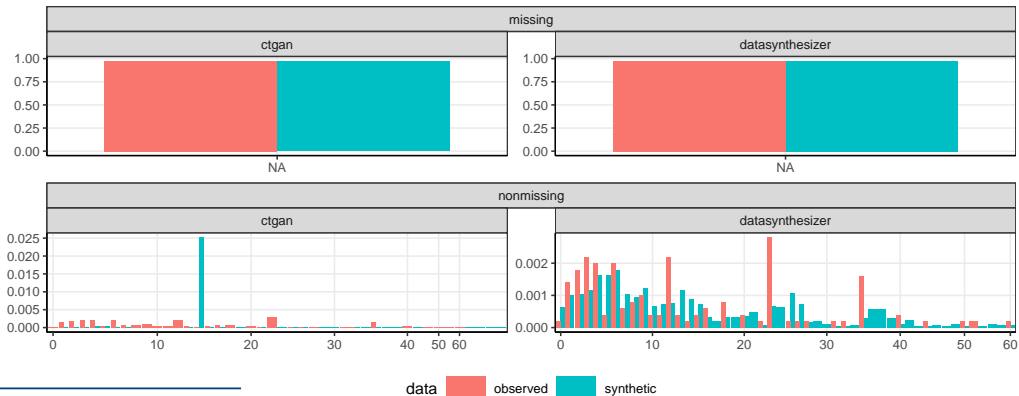 missing
ctgan
datasynthesizer
1.00
0.75
0.50
0.25
0.00
NA
1.00
0.75
0.50
0.25
0.00
NA
nonmissing
ctgan
datasynthesizer
0.025
0.020
0.015
0.010
0.005
0.000
0 10 20 30 40 50 60
0.002
0.001
0.000
0 10 20 30 40 50 60
data observed synthetic